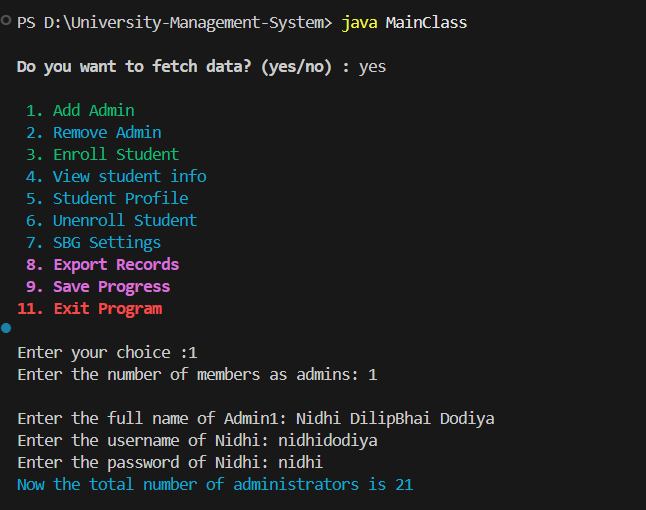 PS D:\University-Management-System> java MainClass
Do you want to fetch data? (yes/no) : yes
1. Add Admin
2. Remove Admin
3. Enroll Student
4. View student info
5. Student Profile
6. Unenroll Student
7. SBG Settings
8. Export Records
9. Save Progress
11. Exit Program
Enter your choice :1
Enter the number of members as admins: 1
Enter the full name of Admin1: Nidhi DilipBhai Dodiya
Enter the username of Nidhi: nidhidodiya
Enter the password of Nidhi: nidhi
Now the total number of administrators is 21